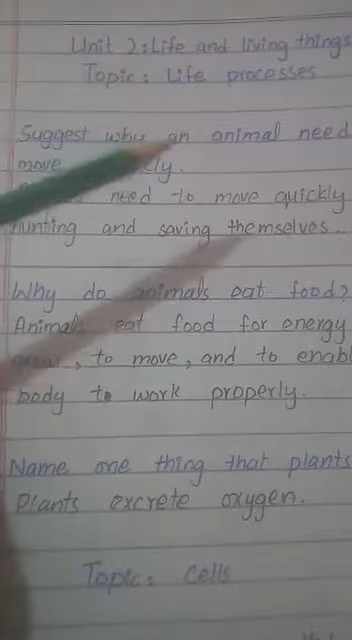 Unit 2: Life and living things
Topic: Life processes
Suggest why an animal need
move
need to move quickly
hunting and saving themselves.
Why do animals eat food?
Animals eat food for energy
grow, to move, and to enabl
body to work properly.
Name one thing that plants
Plants excrete oxygen.
Topic: Cells